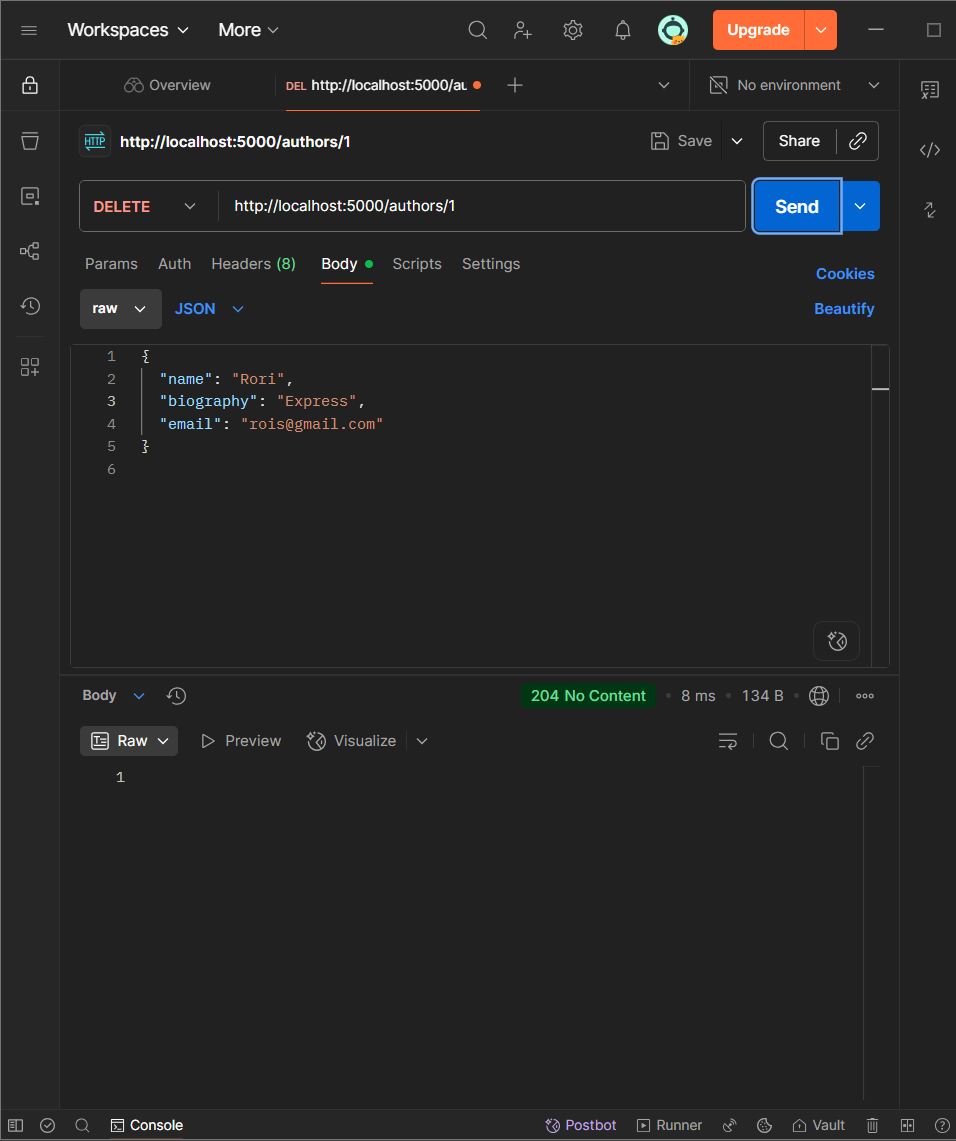 Workspaces More Upgrade
Overview DEL http://localhost:5000/au No environment
HTTP http://localhost:5000/authors/1 Save Share
DELETE http://localhost:5000/authors/1 Send
Params Auth Headers (8) Body Scripts Settings Cookies
raw JSON Beautify
1 {
2 "name": "Rori",
3 "biography": "Express",
4 "email": "rois@gmail.com"
5 }
6
Body 204 No Content 8 ms 134 B
Raw Preview Visualize
1
Console Postbot Runner Vault